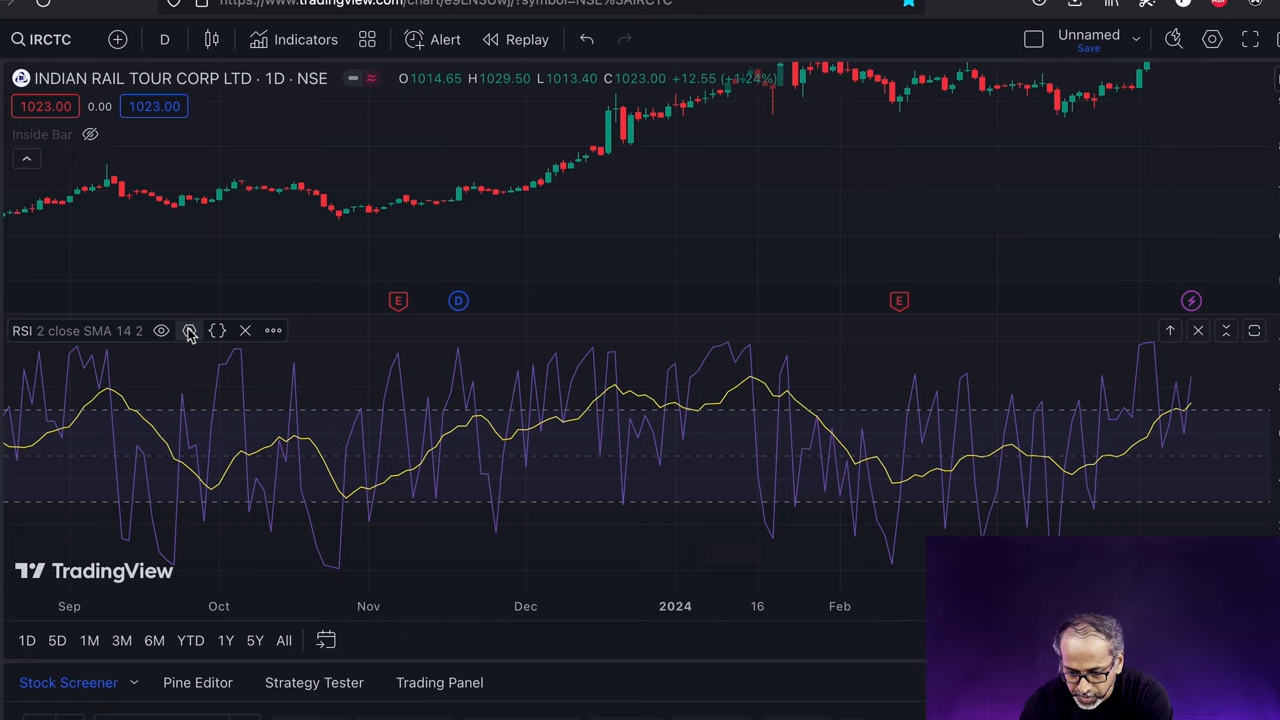 IRCTC D Indicators Alert Replay Unnamed
Save
INDIAN RAIL TOUR CORP LTD · 1D · NSE O1014.65 H1029.50 L1013.40 C1023.00 +12.55 (+1.24%)
1023.00 0.00 1023.00
Inside Bar
E D E
RSI 2 close SMA 14 2
TradingView
Sep Oct Nov Dec 2024 16 Feb
1D 5D 1M 3M 6M YTD 1Y 5Y All
Stock Screener Pine Editor Strategy Tester Trading Panel